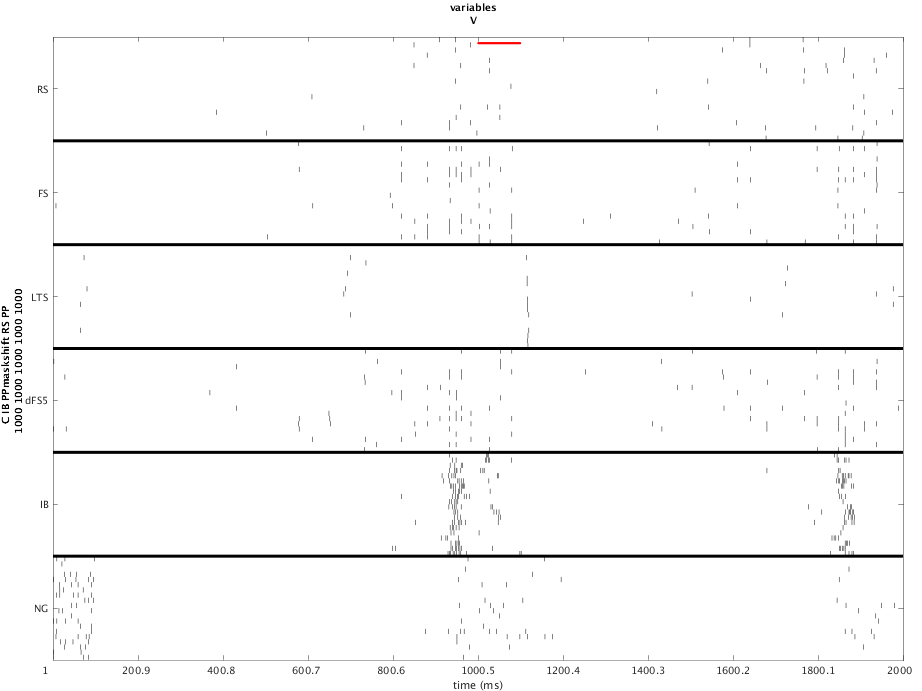 variables
V
RS
FS
LTS
dFS5
IB
NG
C IB PPmaskshift RS PP
1000 1000 1000 1000 1000
1
200.9
400.8
600.7
800.6
1000.5
1200.4
1400.3
1600.2
1800.1
2000
time (ms)